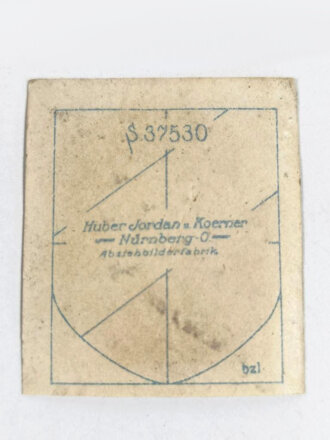 S.37530
Huber Jordan u. Koerner
Nürnberg-O
Abziehbilderfabrik.
bzl